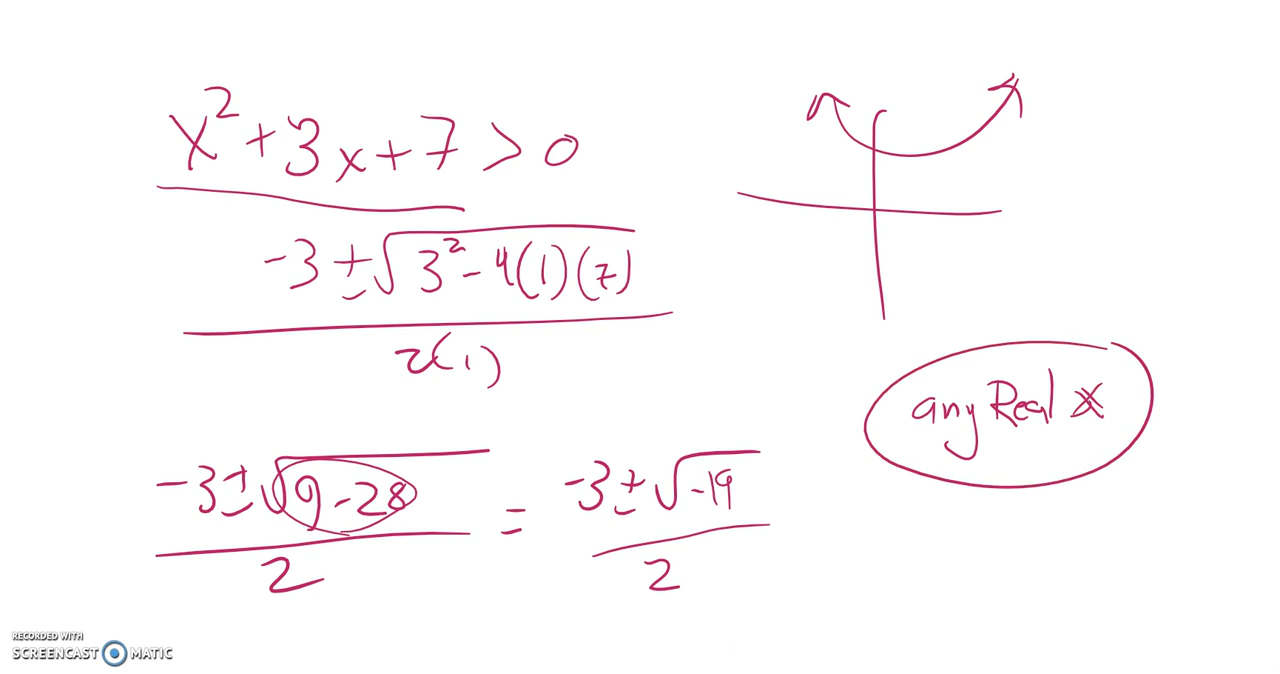 x² + 3x + 7 > 0
-3 ± √(3² - 4(1)(7))
2(1)
any Real x
-3 ± √(9 - 28) = -3 ± √(-19)
2 2
RECORDED WITH
SCREENCAST MATIC